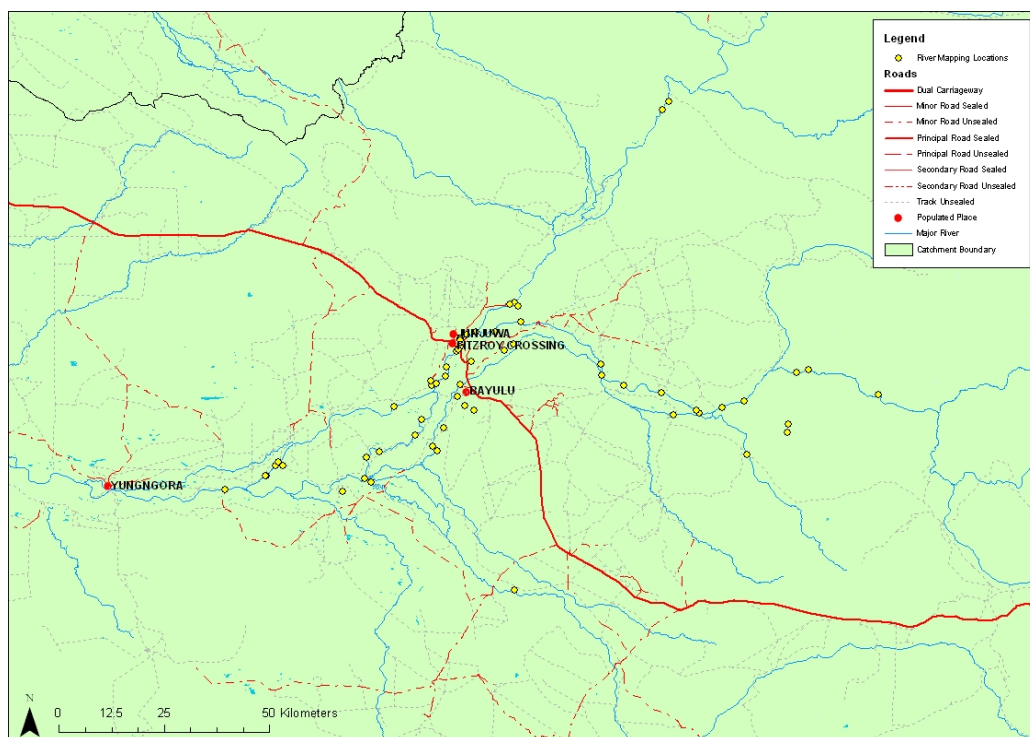 Legend
River Mapping Locations
Roads
Dual Carriageway
Minor Road Sealed
Minor Road Unsealed
Principal Road Sealed
Principal Road Unsealed
Secondary Road Sealed
Secondary Road Unsealed
Track Unsealed
Populated Place
Major River
Catchment Boundary
JUNJUWA
FITZROY CROSSING
BAYULU
YUNGNGORA
N
0 12.5 25 50 Kilometers